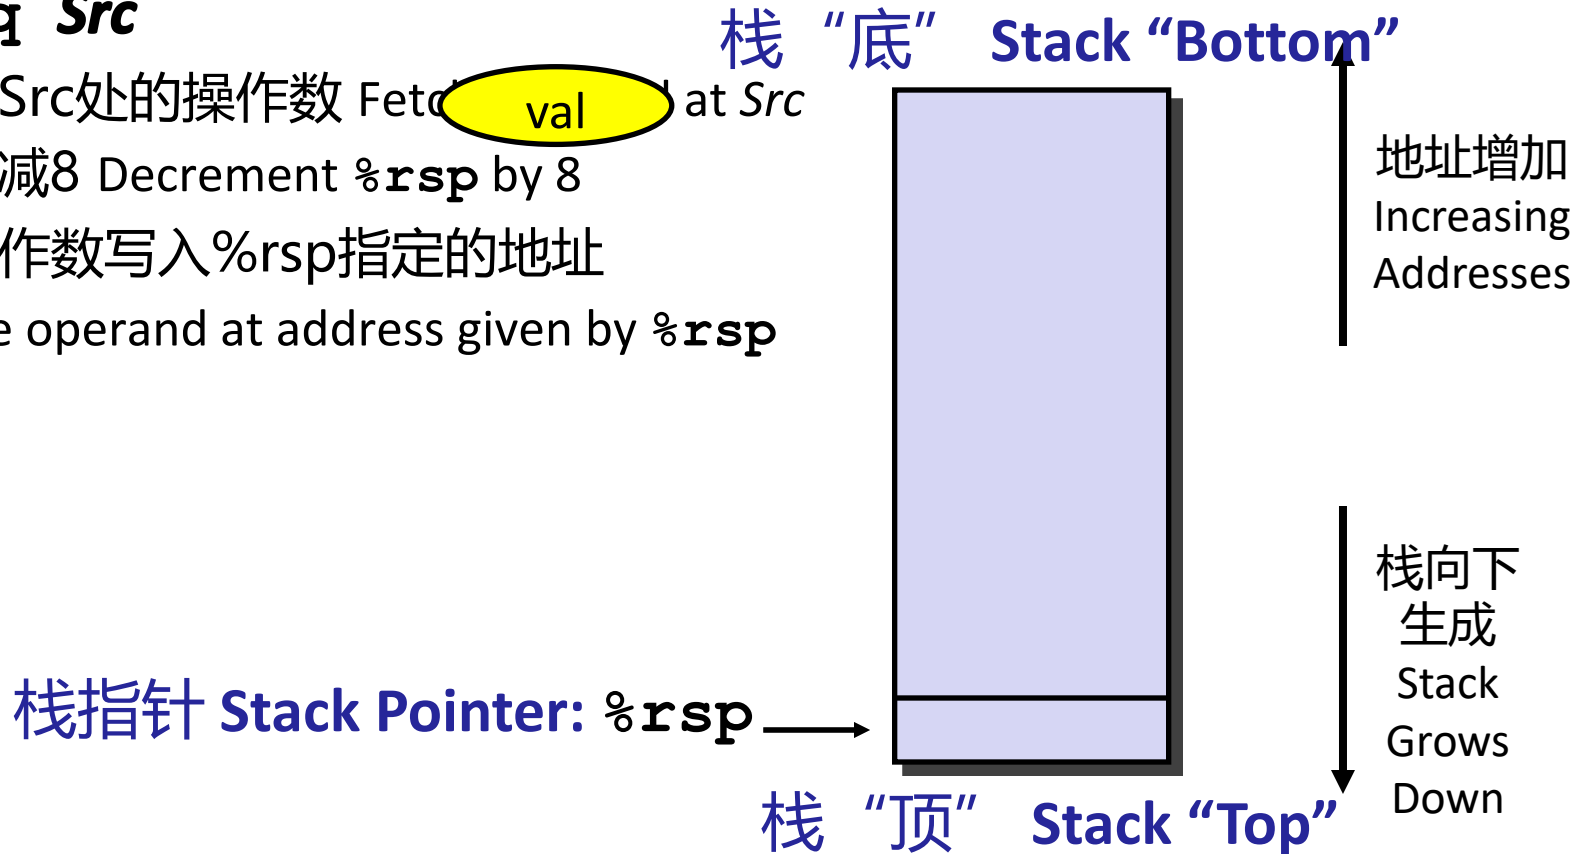 q Src
Src处的操作数 Fetc val at Src
减8 Decrement %rsp by 8
作数写入%rsp指定的地址
e operand at address given by %rsp
栈 “底” Stack “Bottom”
地址增加
Increasing
Addresses
栈向下
生成
Stack
Grows
Down
栈指针 Stack Pointer: %rsp
栈 “顶” Stack “Top”